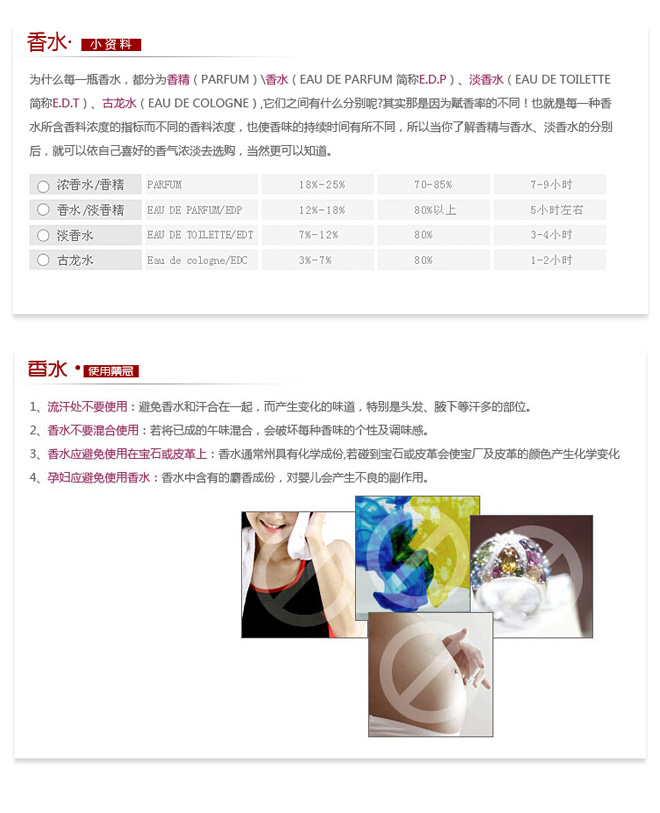 香水·
小资料
为什么每一瓶香水，都分为香精（PARFUM）\香水（EAU DE PARFUM 简称E.D.P）、淡香水（EAU DE TOILETTE
简称E.D.T）、古龙水（EAU DE COLOGNE）,它们之间有什么分别呢?其实那是因为赋香率的不同！也就是每一种香
水所含香料浓度的指标而不同的香料浓度，也使香味的持续时间有所不同，所以当你了解香精与香水、淡香水的分别
后，就可以依自己喜好的香气浓淡去选购，当然更可以知道。
浓香水/香精 PARFUM 18%-25% 70-85% 7-9小时
香水/淡香精 EAU DE PARFUM/EDP 12%-18% 80%以上 5小时左右
淡香水 EAU DE TOILETTE/EDT 7%-12% 80% 3-4小时
古龙水 Eau de cologne/EDC 3%-7% 80% 1-2小时
香水·
使用禁忌
1、流汗处不要使用：避免香水和汗合在一起，而产生变化的味道，特别是头发、腋下等汗多的部位。
2、香水不要混合使用：若将已成的午味混合，会破坏每种香味的个性及调味感。
3、香水应避免使用在宝石或皮革上：香水通常州具有化学成份,若碰到宝石或皮革会使宝厂及皮革的颜色产生化学变化
4、孕妇应避免使用香水：香水中含有的麝香成份，对婴儿会产生不良的副作用。